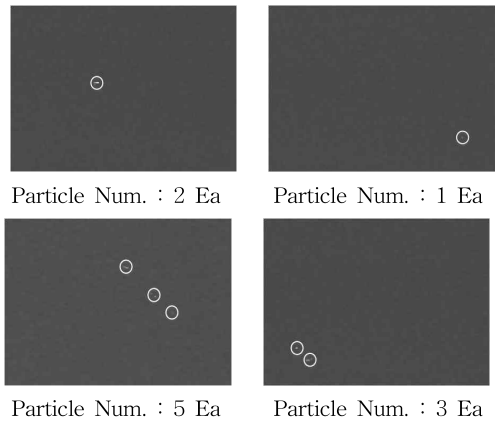 Particle Num. : 2 Ea
Particle Num. : 1 Ea
Particle Num. : 5 Ea
Particle Num. : 3 Ea